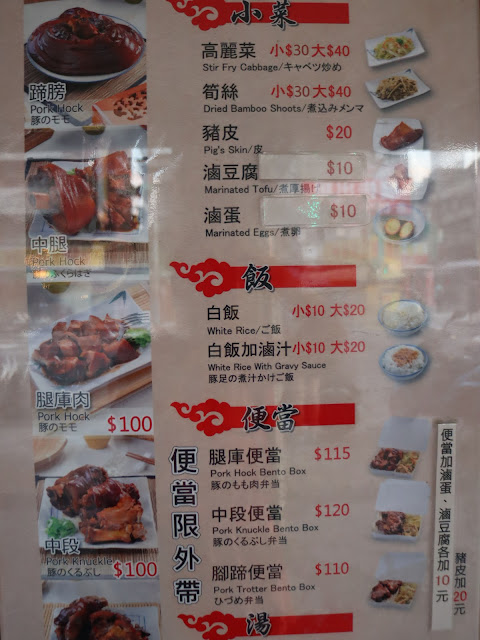 蹄膀
Pork Hock
豚のモモ
中腿
Pork Hock
腿庫肉
Pork Hock
豚のモモ
$100
中段
Pork Knuckle
豚のくるぶし
$100
小菜
高麗菜 小$30 大$40
Stir Fry Cabbage/キャベツ炒め
筍絲 小$30 大$40
Dried Bamboo Shoots/煮込みメンマ
豬皮 $20
Pig's Skin/皮
滷豆腐 $10
Marinated Tofu/煮厚揚げ
滷蛋 $10
Marinated Eggs/煮卵
飯
白飯 小$10 大$20
White Rice/ご飯
白飯加滷汁 小$10 大$20
White Rice With Gravy Sauce
豚足の煮汁かけご飯
便當
便當限外帶
腿庫便當 $115
Pork Hock Bento Box
豚のもも肉弁当
中段便當 $120
Pork Knuckle Bento Box
豚のくるぶし弁当
腳蹄便當 $110
Pork Trotter Bento Box
ひづめ弁当
便當加滷蛋、滷豆腐各加10元
豬皮加20元
湯